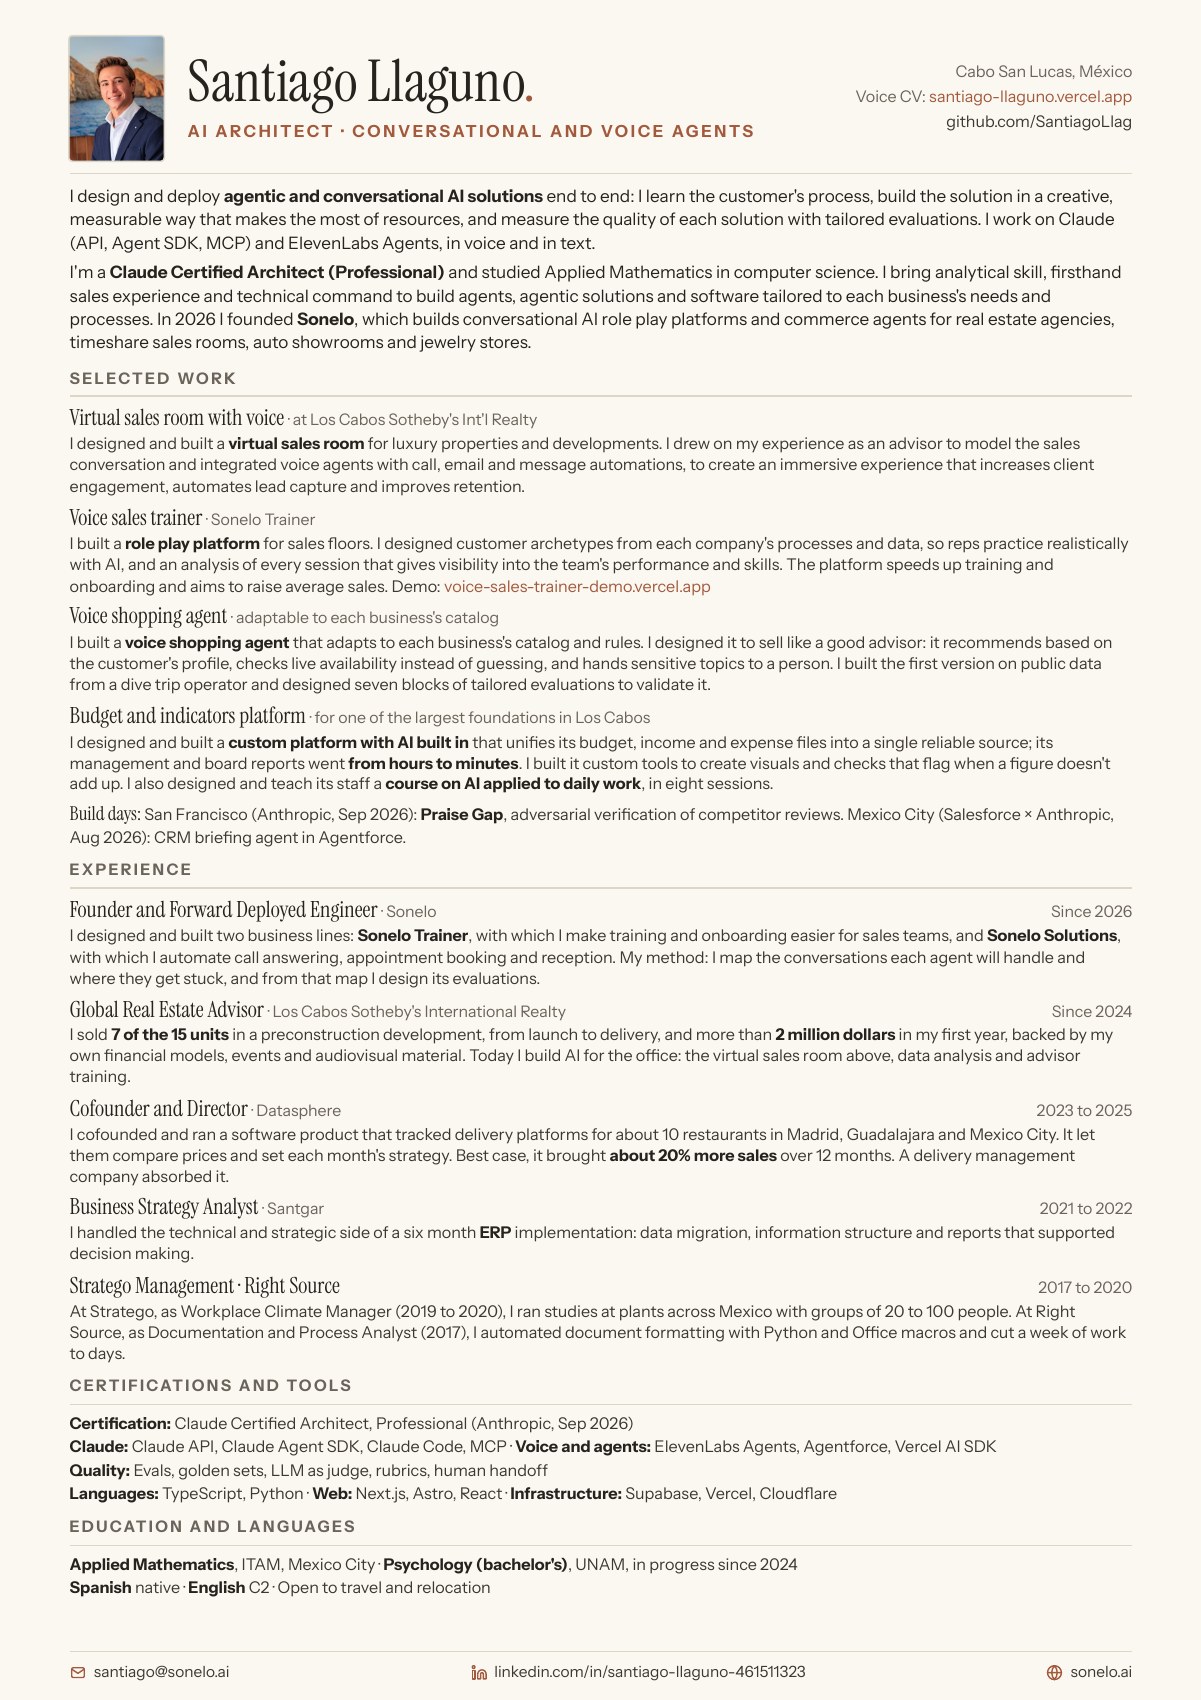 Santiago Llaguno.
AI ARCHITECT · CONVERSATIONAL AND VOICE AGENTS
Cabo San Lucas, México
Voice CV: santiago-llaguno.vercel.app
github.com/SantiagoLlag
I design and deploy agentic and conversational AI solutions end to end: I learn the customer's process, build the solution in a creative,
measurable way that makes the most of resources, and measure the quality of each solution with tailored evaluations. I work on Claude
(API, Agent SDK, MCP) and ElevenLabs Agents, in voice and in text.
I'm a Claude Certified Architect (Professional) and studied Applied Mathematics in computer science. I bring analytical skill, firsthand
sales experience and technical command to build agents, agentic solutions and software tailored to each business's needs and
processes. In 2026 I founded Sonelo, which builds conversational AI role play platforms and commerce agents for real estate agencies,
timeshare sales rooms, auto showrooms and jewelry stores.
SELECTED WORK
Virtual sales room with voice · at Los Cabos Sotheby's Int'l Realty
I designed and built a virtual sales room for luxury properties and developments. I drew on my experience as an advisor to model the sales
conversation and integrated voice agents with call, email and message automations, to create an immersive experience that increases client
engagement, automates lead capture and improves retention.
Voice sales trainer · Sonelo Trainer
I built a role play platform for sales floors. I designed customer archetypes from each company's processes and data, so reps practice realistically
with AI, and an analysis of every session that gives visibility into the team's performance and skills. The platform speeds up training and
onboarding and aims to raise average sales. Demo: voice-sales-trainer-demo.vercel.app
Voice shopping agent · adaptable to each business's catalog
I built a voice shopping agent that adapts to each business's catalog and rules. I designed it to sell like a good advisor: it recommends based on
the customer's profile, checks live availability instead of guessing, and hands sensitive topics to a person. I built the first version on public data
from a dive trip operator and designed seven blocks of tailored evaluations to validate it.
Budget and indicators platform · for one of the largest foundations in Los Cabos
I designed and built a custom platform with AI built in that unifies its budget, income and expense files into a single reliable source; its
management and board reports went from hours to minutes. I built it custom tools to create visuals and checks that flag when a figure doesn't
add up. I also designed and teach its staff a course on AI applied to daily work, in eight sessions.
Build days: San Francisco (Anthropic, Sep 2026): Praise Gap, adversarial verification of competitor reviews. Mexico City (Salesforce × Anthropic,
Aug 2026): CRM briefing agent in Agentforce.
EXPERIENCE
Founder and Forward Deployed Engineer · Sonelo Since 2026
I designed and built two business lines: Sonelo Trainer, with which I make training and onboarding easier for sales teams, and Sonelo Solutions,
with which I automate call answering, appointment booking and reception. My method: I map the conversations each agent will handle and
where they get stuck, and from that map I design its evaluations.
Global Real Estate Advisor · Los Cabos Sotheby's International Realty Since 2024
I sold 7 of the 15 units in a preconstruction development, from launch to delivery, and more than 2 million dollars in my first year, backed by my
own financial models, events and audiovisual material. Today I build AI for the office: the virtual sales room above, data analysis and advisor
training.
Cofounder and Director · Datasphere 2023 to 2025
I cofounded and ran a software product that tracked delivery platforms for about 10 restaurants in Madrid, Guadalajara and Mexico City. It let
them compare prices and set each month's strategy. Best case, it brought about 20% more sales over 12 months. A delivery management
company absorbed it.
Business Strategy Analyst · Santgar 2021 to 2022
I handled the technical and strategic side of a six month ERP implementation: data migration, information structure and reports that supported
decision making.
Stratego Management · Right Source 2017 to 2020
At Stratego, as Workplace Climate Manager (2019 to 2020), I ran studies at plants across Mexico with groups of 20 to 100 people. At Right
Source, as Documentation and Process Analyst (2017), I automated document formatting with Python and Office macros and cut a week of work
to days.
CERTIFICATIONS AND TOOLS
Certification: Claude Certified Architect, Professional (Anthropic, Sep 2026)
Claude: Claude API, Claude Agent SDK, Claude Code, MCP · Voice and agents: ElevenLabs Agents, Agentforce, Vercel AI SDK
Quality: Evals, golden sets, LLM as judge, rubrics, human handoff
Languages: TypeScript, Python · Web: Next.js, Astro, React · Infrastructure: Supabase, Vercel, Cloudflare
EDUCATION AND LANGUAGES
Applied Mathematics, ITAM, Mexico City · Psychology (bachelor's), UNAM, in progress since 2024
Spanish native · English C2 · Open to travel and relocation
santiago@sonelo.ai
linkedin.com/in/santiago-llaguno-461511323
sonelo.ai